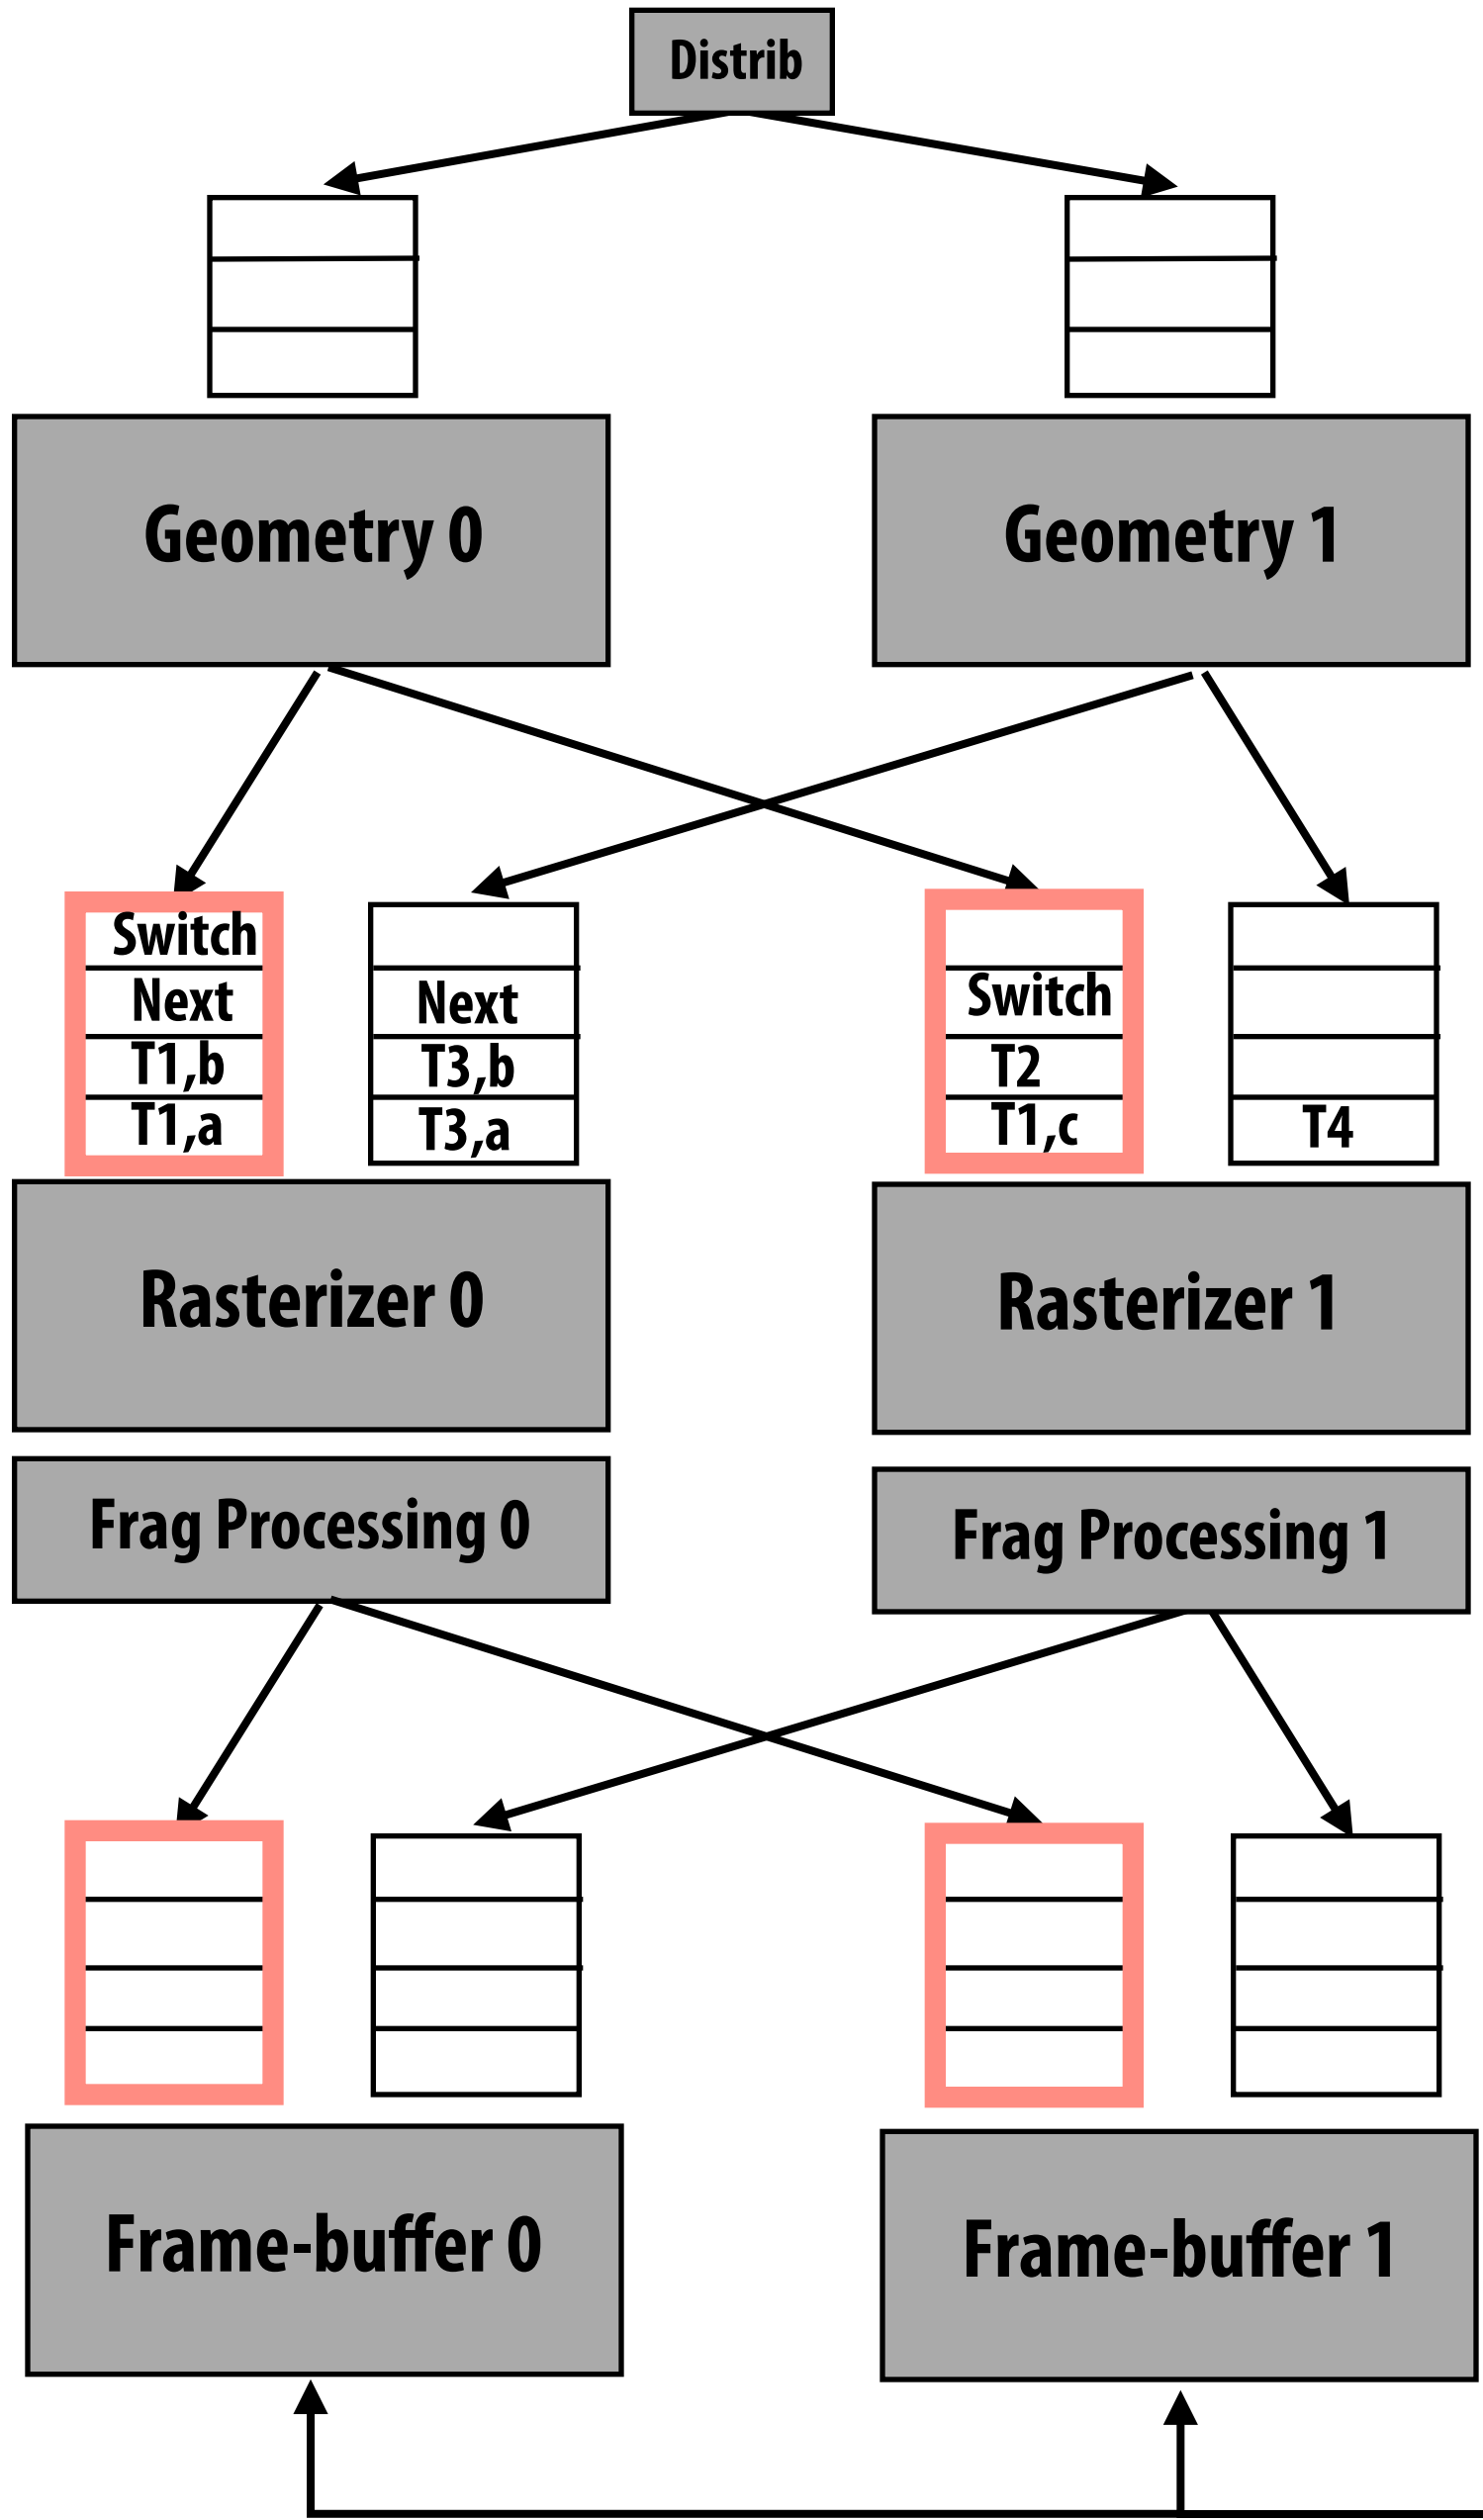 Distrib
Geometry 0
Geometry 1
Switch
Next
T1,b
T1,a
Next
T3,b
T3,a
Switch
T2
T1,c
T4
Rasterizer 0
Rasterizer 1
Frag Processing 0
Frag Processing 1
Frame-buffer 0
Frame-buffer 1